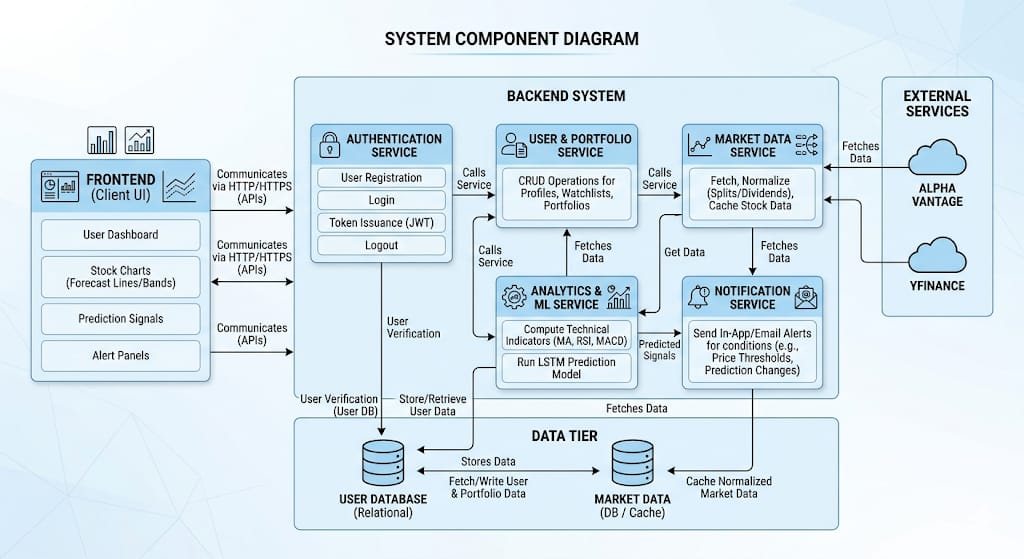 SYSTEM COMPONENT DIAGRAM
FRONTEND
(Client UI)
User Dashboard
Stock Charts
(Forecast Lines/Bands)
Prediction Signals
Alert Panels
Communicates
via HTTP/HTTPS
(APIs)
Communicates
via HTTP/HTTPS
(APIs)
Communicates
(APIs)
BACKEND SYSTEM
AUTHENTICATION
SERVICE
User Registration
Login
Token Issuance (JWT)
Logout
Calls
Service
USER & PORTFOLIO
SERVICE
CRUD Operations for
Profiles, Watchlists,
Portfolios
Calls
Service
MARKET DATA
SERVICE
Fetch, Normalize
(Splits/Dividends),
Cache Stock Data
Fetches
Data
EXTERNAL
SERVICES
ALPHA
VANTAGE
YFINANCE
Calls
Service
Fetches
Data
Get Data
Fetches
Data
ANALYTICS &
ML SERVICE
Compute Technical
Indicators (MA, RSI, MACD)
Run LSTM Prediction
Model
Predicted
Signals
NOTIFICATION
SERVICE
Send In-App/Email Alerts
for conditions (e.g.,
Price Thresholds,
Prediction Changes)
User
Verification
User Verification
(User DB)
Store/Retrieve
User Data
Fetches Data
DATA TIER
USER DATABASE
(Relational)
Stores Data
Fetch/Write User
& Portfolio Data
MARKET DATA
(DB / Cache)
Cache Normalized
Market Data